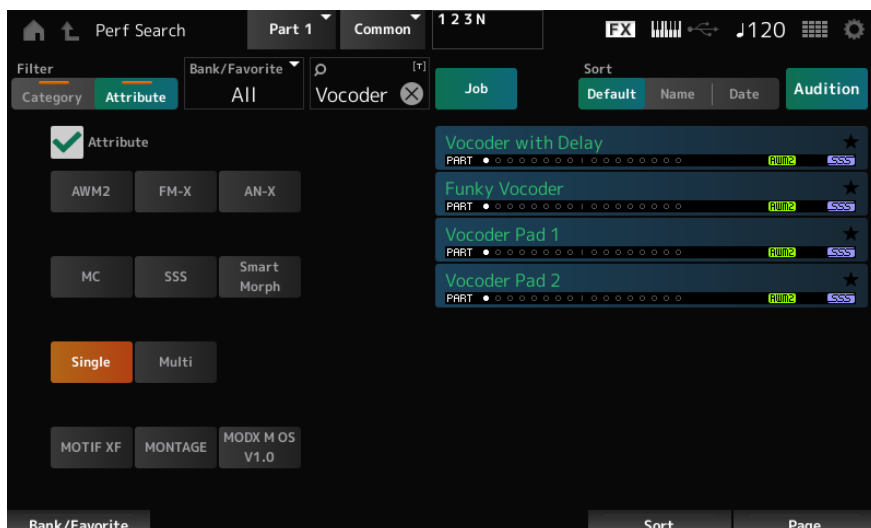 Perf Search
Part 1
Common
1 2 3 N
FX
♩120
Filter
Category
Attribute
Bank/Favorite
All
[T]
Vocoder
Job
Sort
Default
Name
Date
Audition
Attribute
AWM2
FM-X
AN-X
MC
SSS
Smart
Morph
Single
Multi
MOTIF XF
MONTAGE
MODX M OS
V1.0
Vocoder with Delay
PART
AWM2
SSS
Funky Vocoder
PART
AWM2
SSS
Vocoder Pad 1
PART
AWM2
SSS
Vocoder Pad 2
PART
AWM2
SSS
Bank/Favorite
Sort
Page